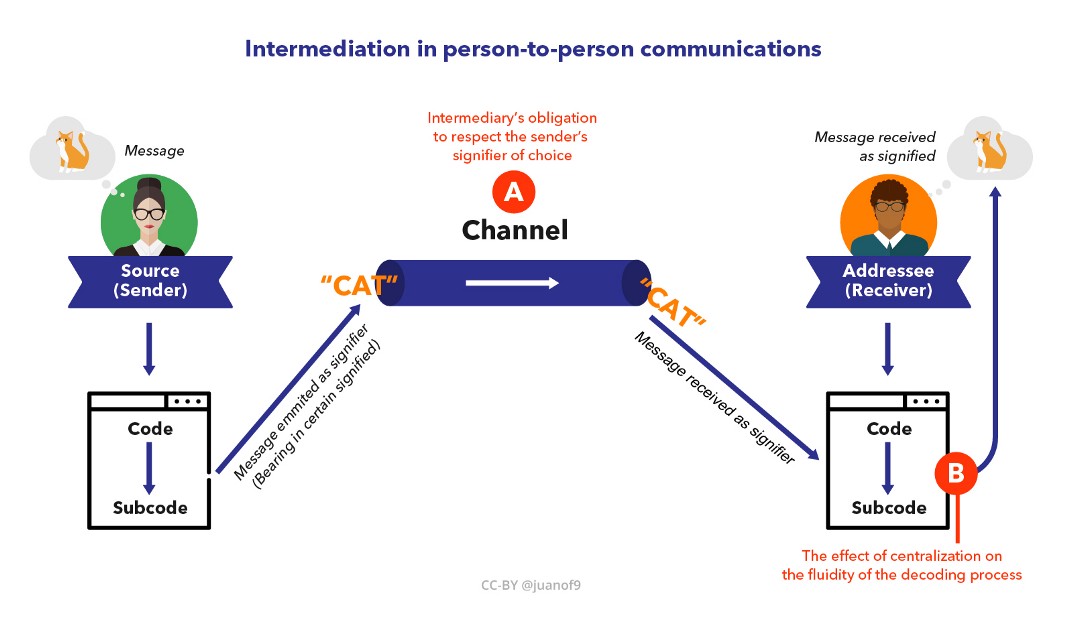 Intermediation in person-to-person communications
Message
Intermediary's obligation
to respect the sender's
signifier of choice
A
Channel
Message received
as signified
Source
(Sender)
"CAT"
"CAT"
Addressee
(Receiver)
Message emmited as signifier
(Bearing in certain signified)
Message received as signifier
Code
Subcode
Code
Subcode
B
The effect of centralization on
the fluidity of the decoding process
CC-BY @juanof9